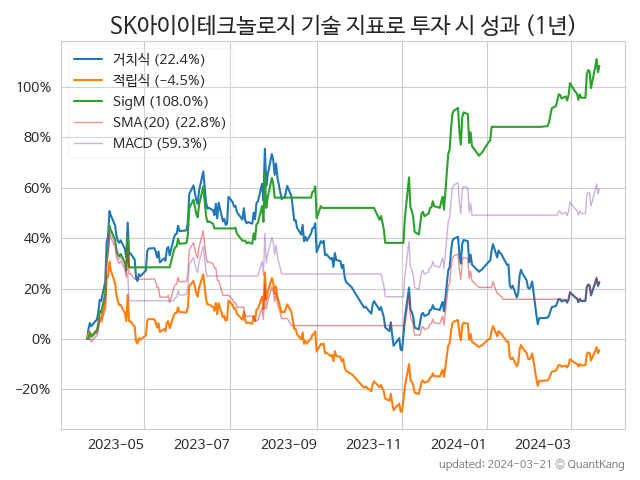 SK아이이테크놀로지 기술 지표로 투자 시 성과 (1년)
거치식 (22.4%)
적립식 (−4.5%)
SigM (108.0%)
SMA(20) (22.8%)
MACD (59.3%)
100%
80%
60%
40%
20%
0%
−20%
2023−05
2023−07
2023−09
2023−11
2024−01
2024−03
updated: 2024-03-21 © QuantKang